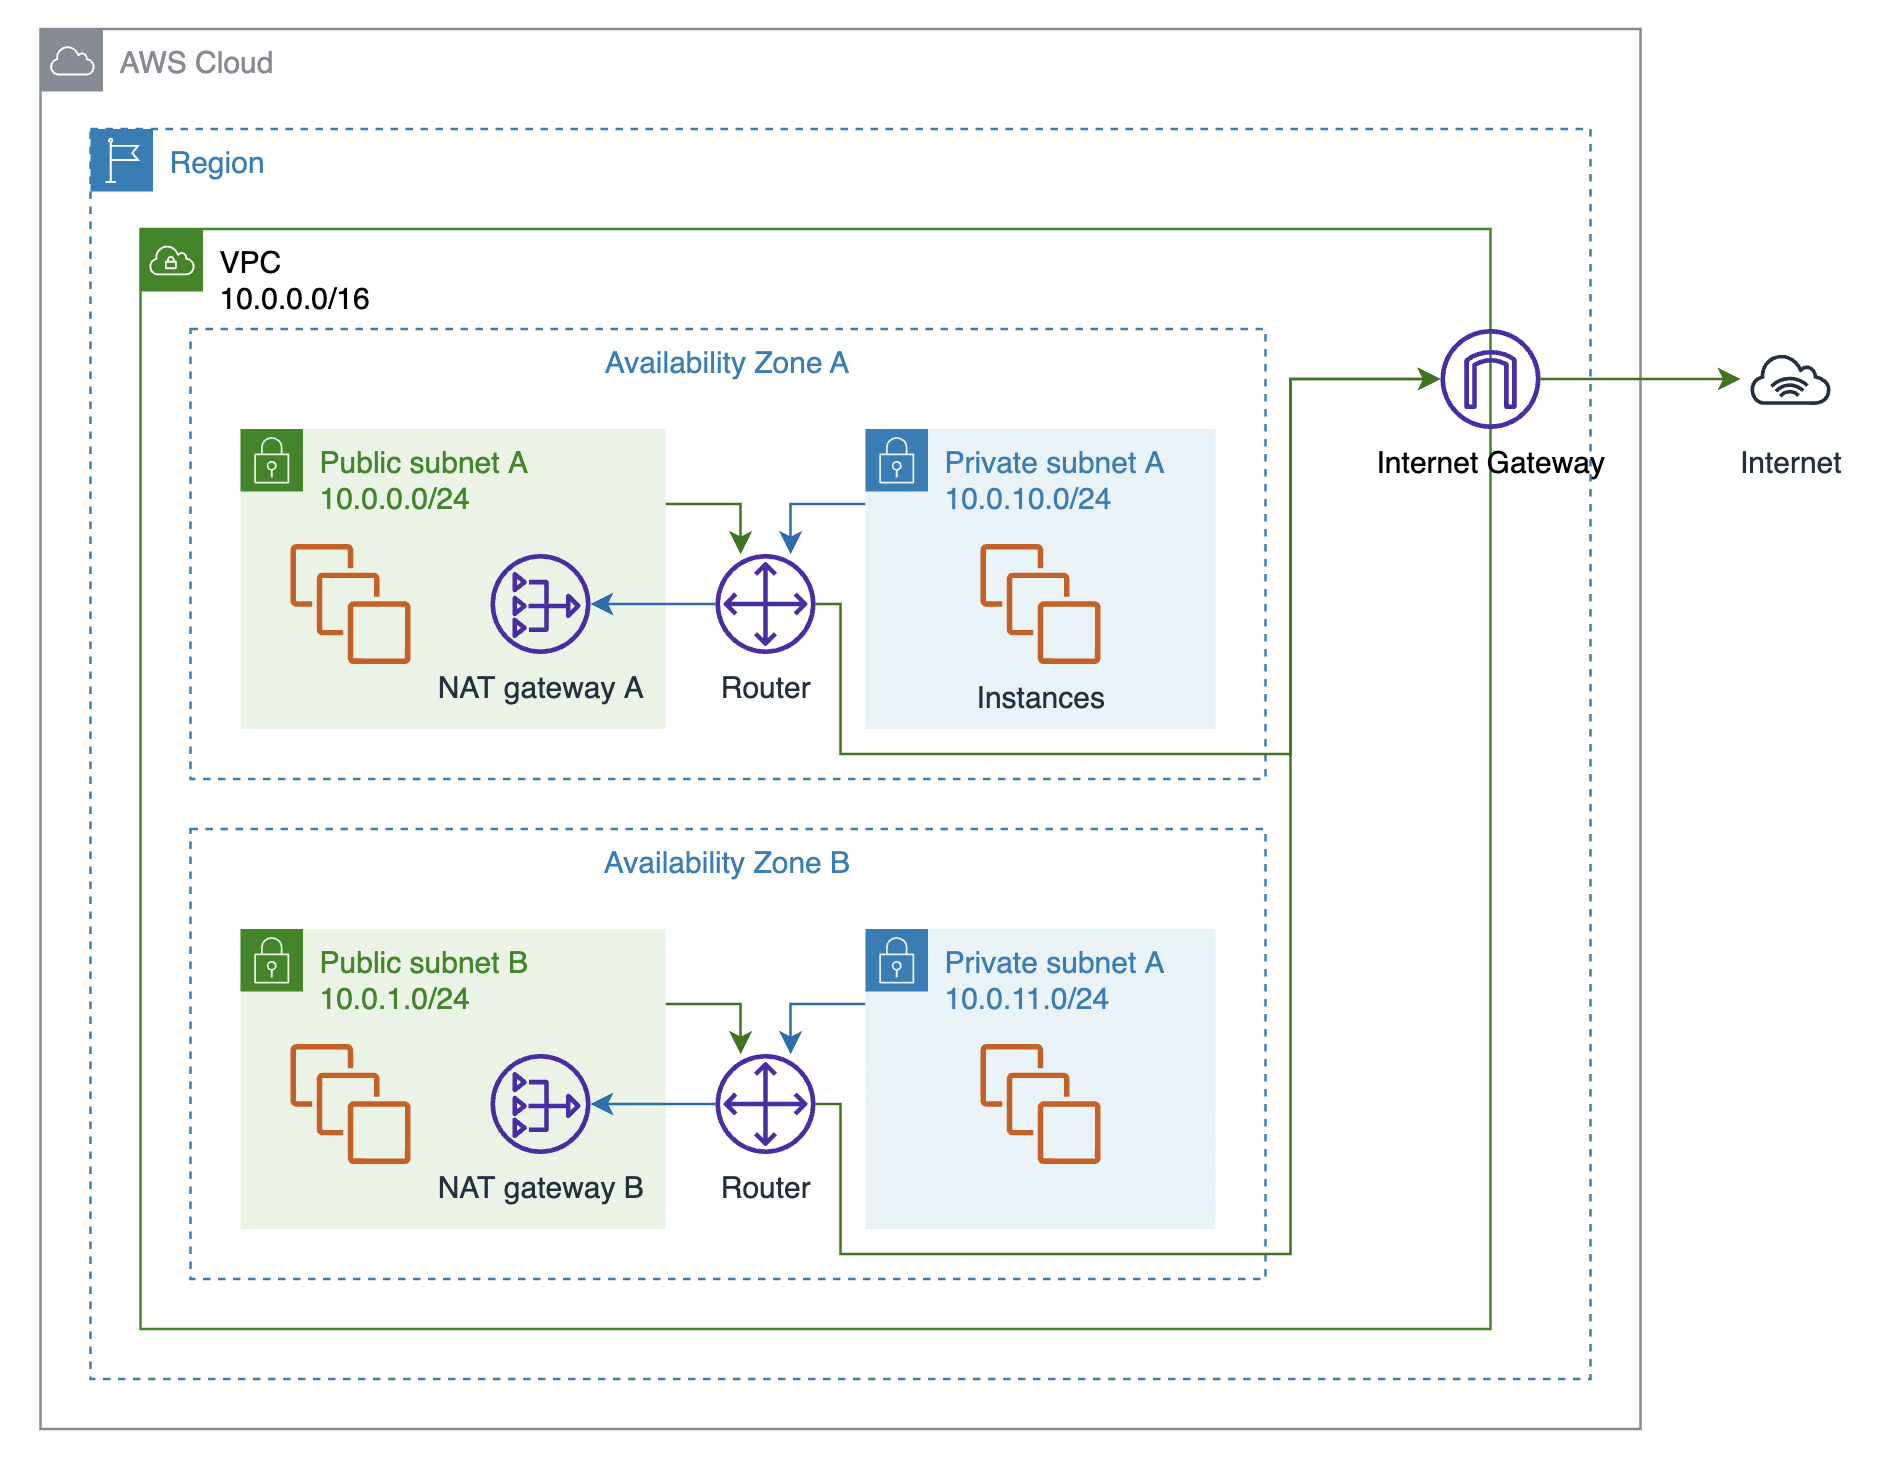 AWS Cloud
Region
VPC
10.0.0.0/16
Availability Zone A
Public subnet A
10.0.0.0/24
Private subnet A
10.0.10.0/24
Internet Gateway
Internet
NAT gateway A
Router
Instances
Availability Zone B
Public subnet B
10.0.1.0/24
Private subnet A
10.0.11.0/24
NAT gateway B
Router